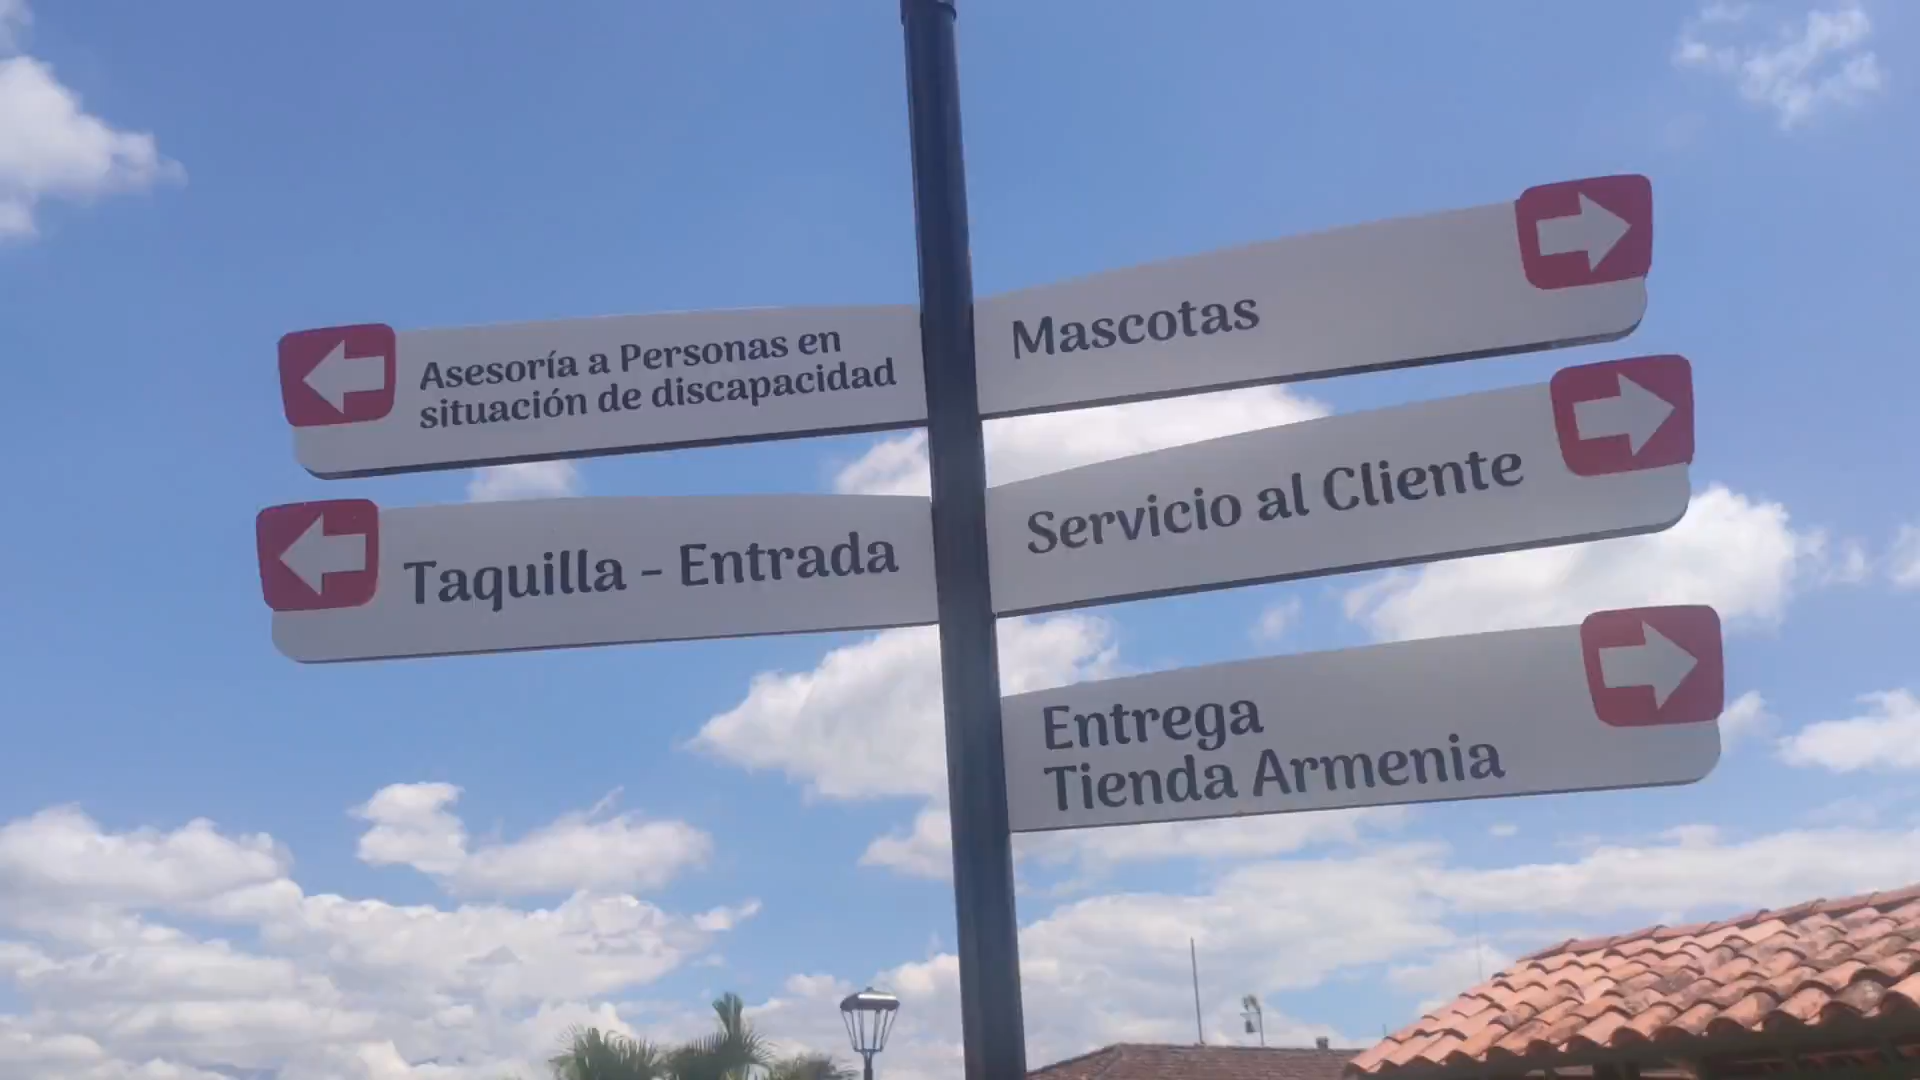 Asesoría a Personas en
situación de discapacidad
Taquilla - Entrada
Mascotas
Servicio al Cliente
Entrega
Tienda Armenia